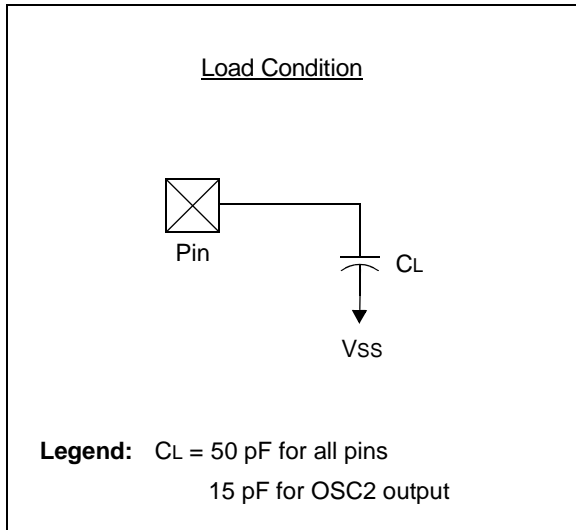 Load Condition
Pin
CL
VSS
Legend: CL = 50 pF for all pins
15 pF for OSC2 output